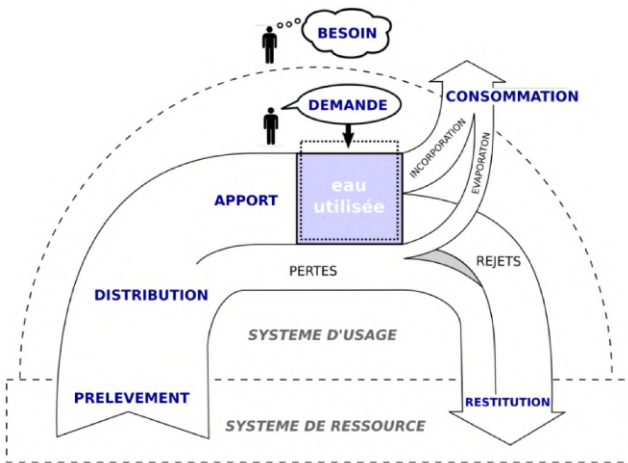 BESOIN
DEMANDE
CONSOMMATION
INCORPORATION
EVAPORATON
APPORT
eau
utilisée
PERTES
REJETS
DISTRIBUTION
SYSTEME D'USAGE
PRELEVEMENT
RESTITUTION
SYSTEME DE RESSOURCE